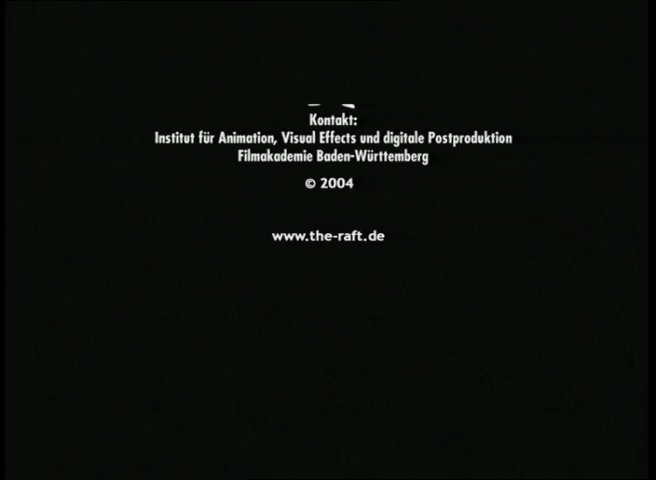 Kontakt:
Institut für Animation, Visual Effects und digitale Postproduktion
Filmakademie Baden-Württemberg
© 2004
www.the-raft.de